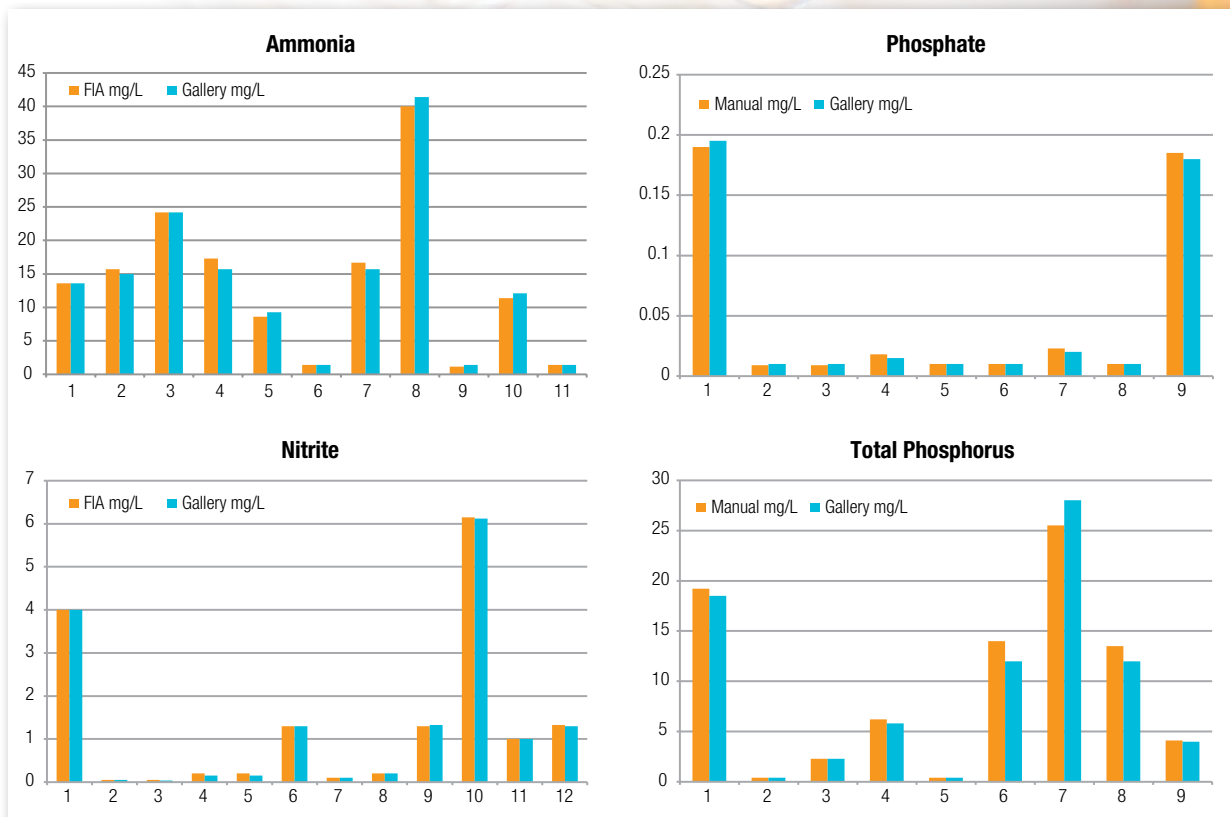 Ammonia
FIA mg/L Gallery mg/L
45
40
35
30
25
20
15
10
5
0
1 2 3 4 5 6 7 8 9 10 11
Phosphate
Manual mg/L Gallery mg/L
0.25
0.2
0.15
0.1
0.05
0
1 2 3 4 5 6 7 8 9
Nitrite
FIA mg/L Gallery mg/L
7
6
5
4
3
2
1
0
1 2 3 4 5 6 7 8 9 10 11 12
Total Phosphorus
Manual mg/L Gallery mg/L
30
25
20
15
10
5
0
1 2 3 4 5 6 7 8 9